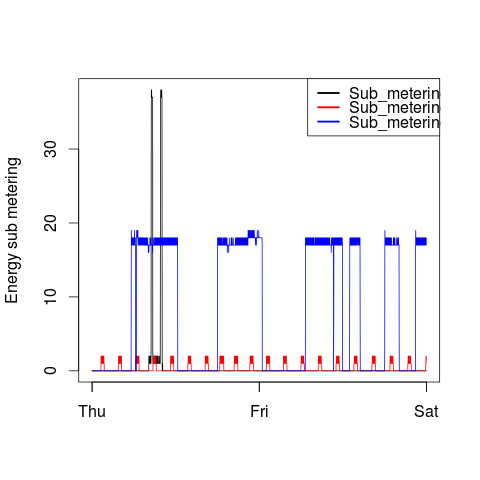 Sub_meterin
Sub_meterin
Sub_meterin
Energy sub metering
30
20
10
0
Thu
Fri
Sat